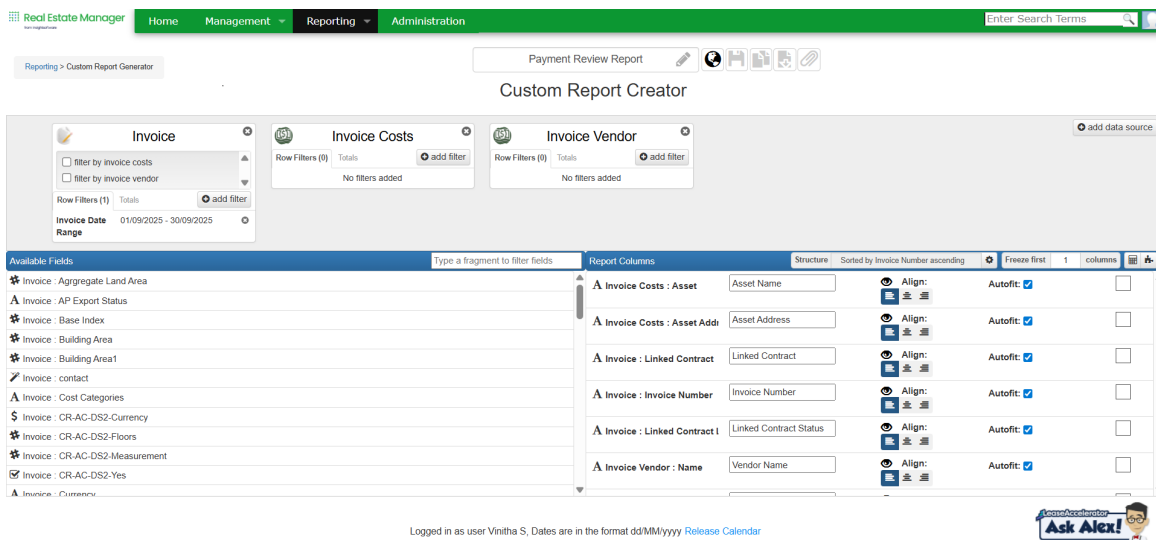 Real Estate Manager
Home
Management
Reporting
Administration
Enter Search Terms
Reporting > Custom Report Generator
Payment Review Report
Custom Report Creator
add data source
Invoice
filter by invoice costs
filter by invoice vendor
Row Filters (1) Totals add filter
Invoice Date Range 01/09/2025 - 30/09/2025
Invoice Costs
Row Filters (0) Totals add filter
No filters added
Invoice Vendor
Row Filters (0) Totals add filter
No filters added
Available Fields Type a fragment to filter fields
Invoice : Agrgregate Land Area
A Invoice : AP Export Status
Invoice : Base Index
Invoice : Building Area
Invoice : Building Area1
Invoice : contact
A Invoice : Cost Categories
$ Invoice : CR-AC-DS2-Currency
Invoice : CR-AC-DS2-Floors
Invoice : CR-AC-DS2-Measurement
Invoice : CR-AC-DS2-Yes
A Invoice : Currency
Report Columns Structure Sorted by Invoice Number ascending Freeze first 1 columns
A Invoice Costs : Asset Asset Name Align: Autofit:
A Invoice Costs : Asset Addr Asset Address Align: Autofit:
A Invoice : Linked Contract Linked Contract Align: Autofit:
A Invoice : Invoice Number Invoice Number Align: Autofit:
A Invoice : Linked Contract Linked Contract Status Align: Autofit:
A Invoice Vendor : Name Vendor Name Align: Autofit:
Logged in as user Vinitha S, Dates are in the format dd/MM/yyyy Release Calendar
LeaseAccelerator
Ask Alex!